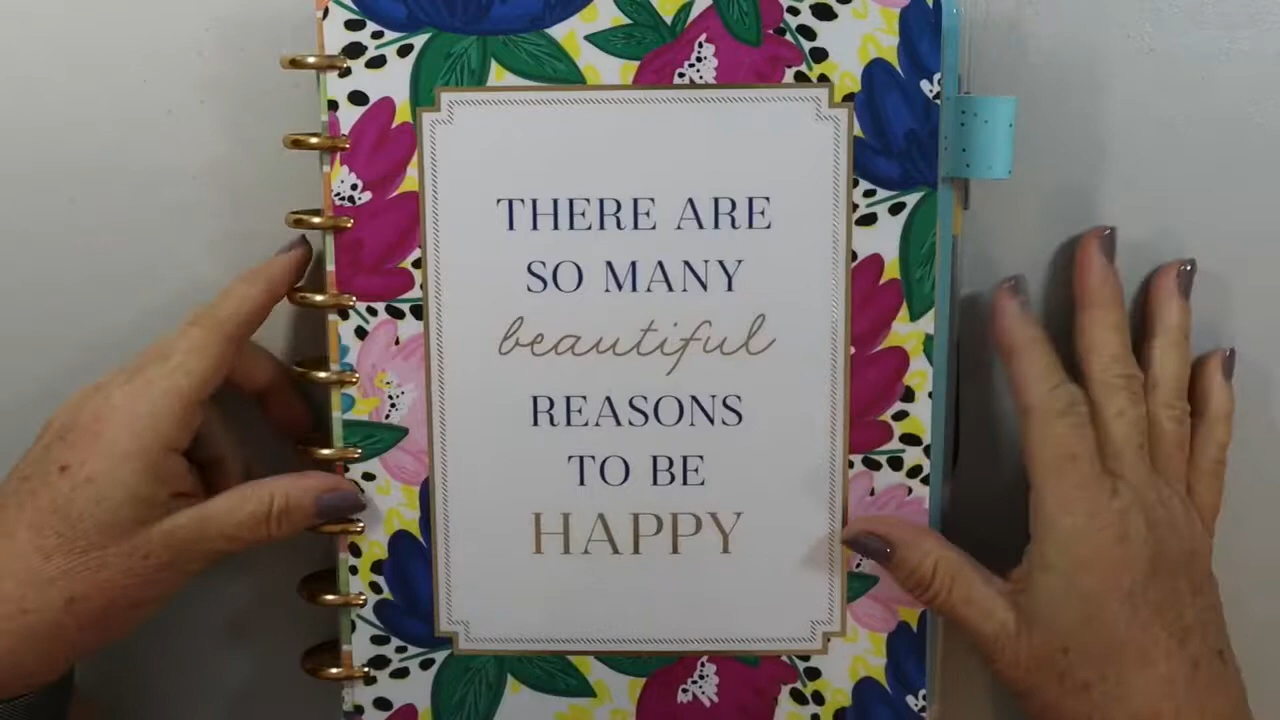 THERE ARE
SO MANY
beautiful
REASONS
TO BE
HAPPY